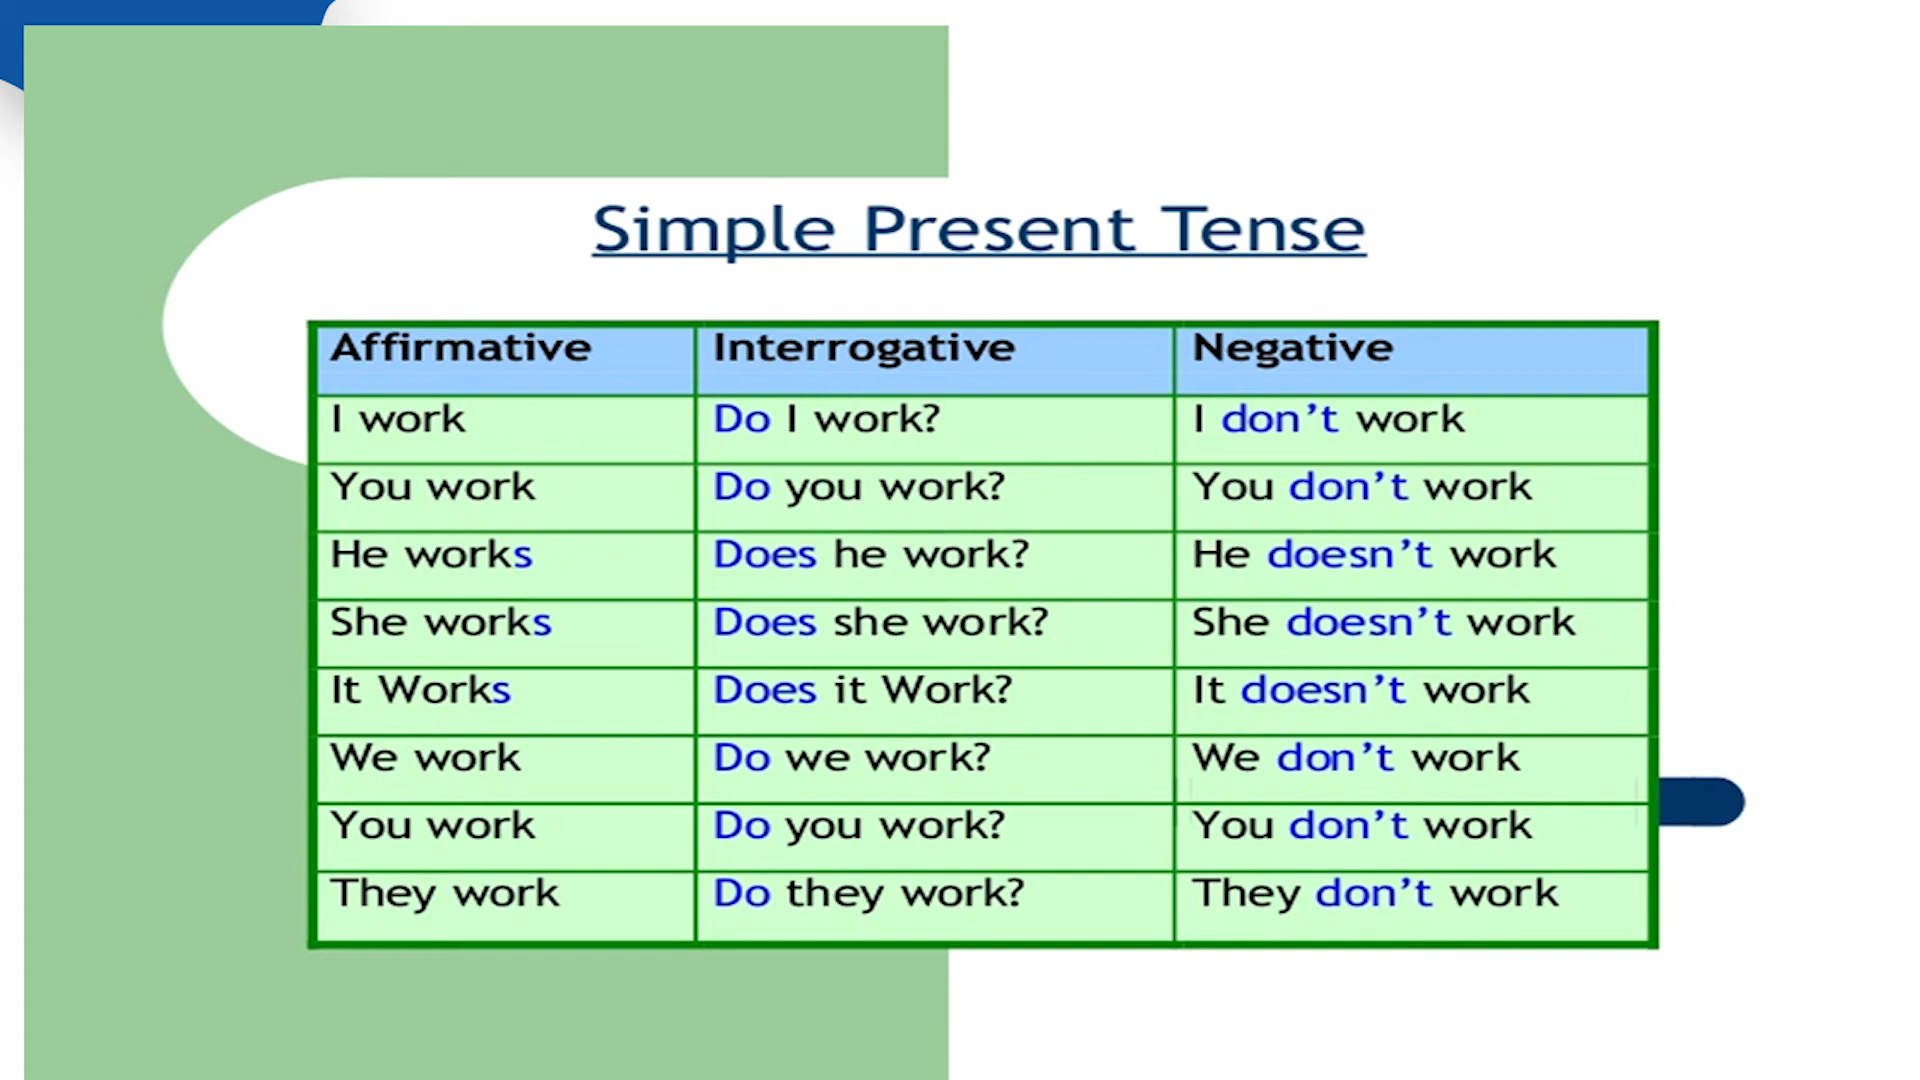 Simple Present Tense
Affirmative Interrogative Negative
I work Do I work? I don’t work
You work Do you work? You don’t work
He works Does he work? He doesn’t work
She works Does she work? She doesn’t work
It Works Does it Work? It doesn’t work
We work Do we work? We don’t work
You work Do you work? You don’t work
They work Do they work? They don’t work